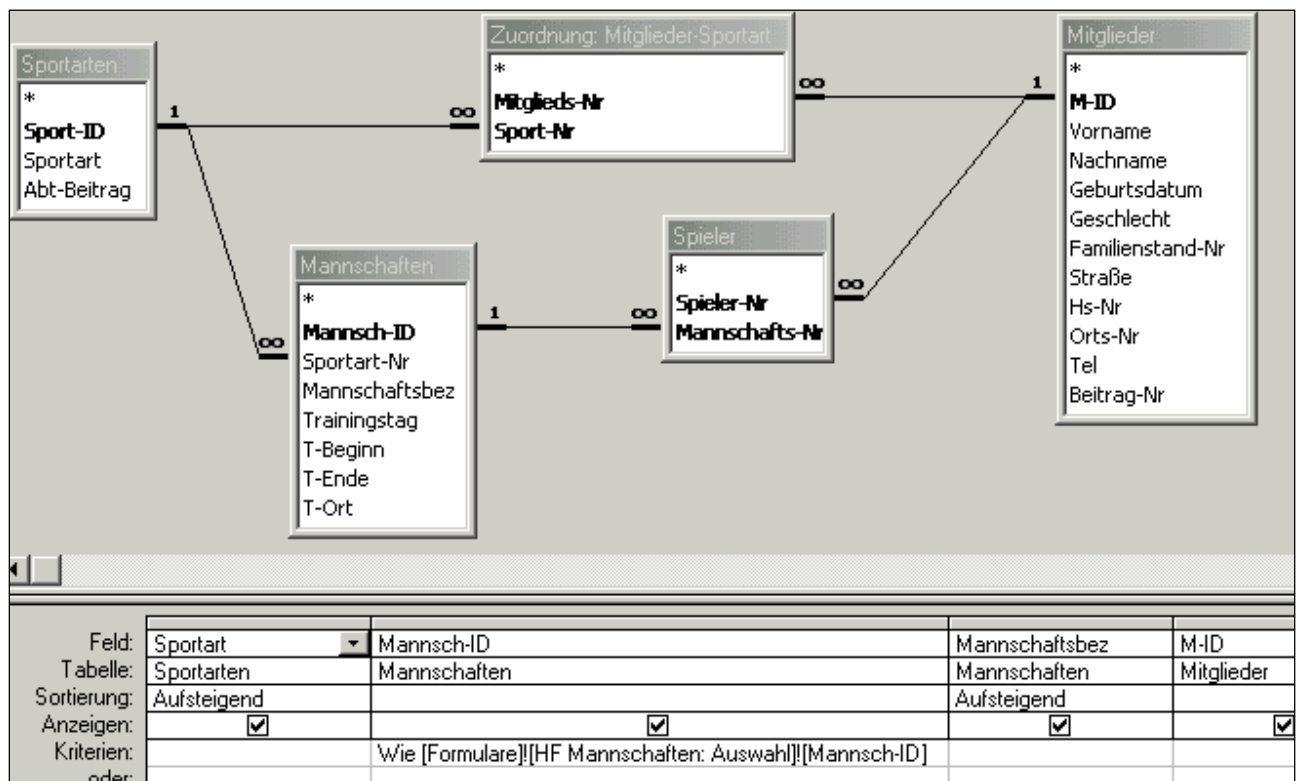 Sportarten
*
Sport-ID
Sportart
Abt-Beitrag
1
∞
Zuordnung: Mitglieder-Sportart
*
Mitglieds-Nr
Sport-Nr
∞
1
Mitglieder
*
M-ID
Vorname
Nachname
Geburtsdatum
Geschlecht
Familienstand-Nr
Straße
Hs-Nr
Orts-Nr
Tel
Beitrag-Nr
∞
Mannschaften
*
Mannsch-ID
Sportart-Nr
Mannschaftsbez
Trainingstag
T-Beginn
T-Ende
T-Ort
1
∞
Spieler
*
Spieler-Nr
Mannschafts-Nr
∞
Feld: Sportart Mannsch-ID Mannschaftsbez M-ID
Tabelle: Sportarten Mannschaften Mannschaften Mitglieder
Sortierung: Aufsteigend Aufsteigend
Anzeigen:
Kriterien: Wie [Formulare]![HF Mannschaften: Auswahl]![Mannsch-ID]
oder: